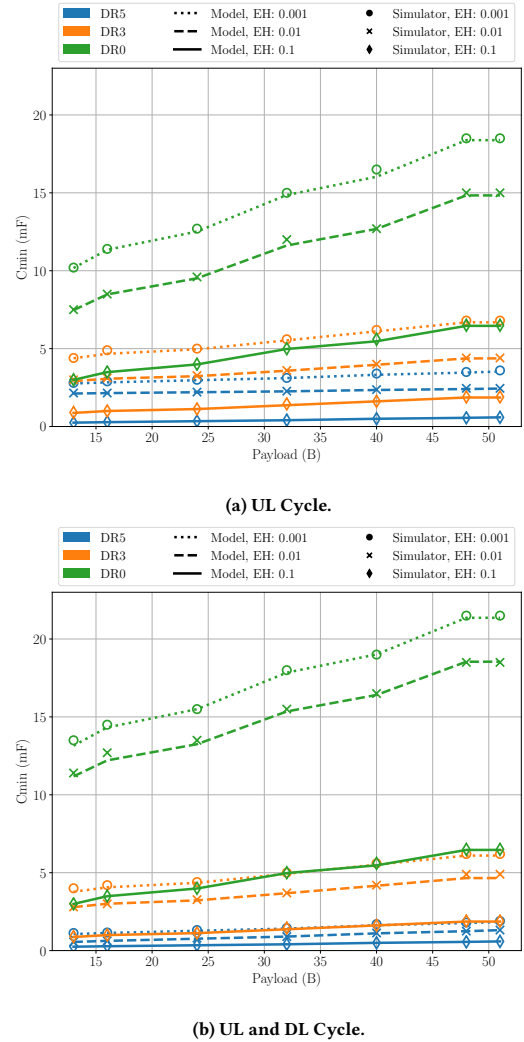 DR5 Model, EH: 0.001 Simulator, EH: 0.001
DR3 Model, EH: 0.01 Simulator, EH: 0.01
DR0 Model, EH: 0.1 Simulator, EH: 0.1
20
15
10
5
0
Cmin (mF)
15 20 25 30 35 40 45 50
Payload (B)
(a) UL Cycle.
DR5 Model, EH: 0.001 Simulator, EH: 0.001
DR3 Model, EH: 0.01 Simulator, EH: 0.01
DR0 Model, EH: 0.1 Simulator, EH: 0.1
20
15
10
5
0
Cmin (mF)
15 20 25 30 35 40 45 50
Payload (B)
(b) UL and DL Cycle.